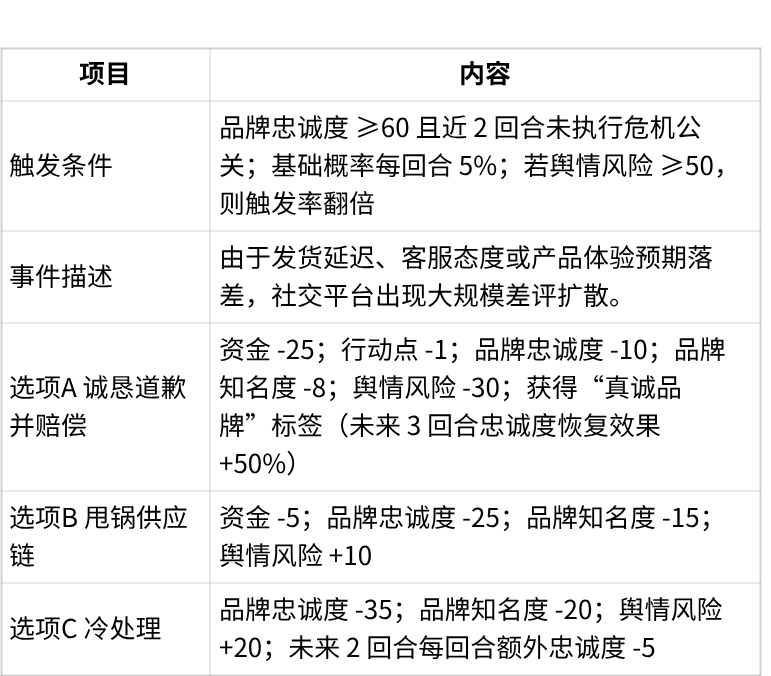 项目
内容
触发条件
品牌忠诚度 ≥60 且近 2 回合未执行危机公
关；基础概率每回合 5%；若舆情风险 ≥50，
则触发率翻倍
事件描述
由于发货延迟、客服态度或产品体验预期落
差，社交平台出现大规模差评扩散。
选项A 诚恳道歉
并赔偿
资金 -25；行动点 -1；品牌忠诚度 -10；品牌
知名度 -8；舆情风险 -30；获得“真诚品
牌”标签（未来 3 回合忠诚度恢复效果
+50%）
选项B 甩锅供应
链
资金 -5；品牌忠诚度 -25；品牌知名度 -15；
舆情风险 +10
选项C 冷处理
品牌忠诚度 -35；品牌知名度 -20；舆情风险
+20；未来 2 回合每回合额外忠诚度 -5